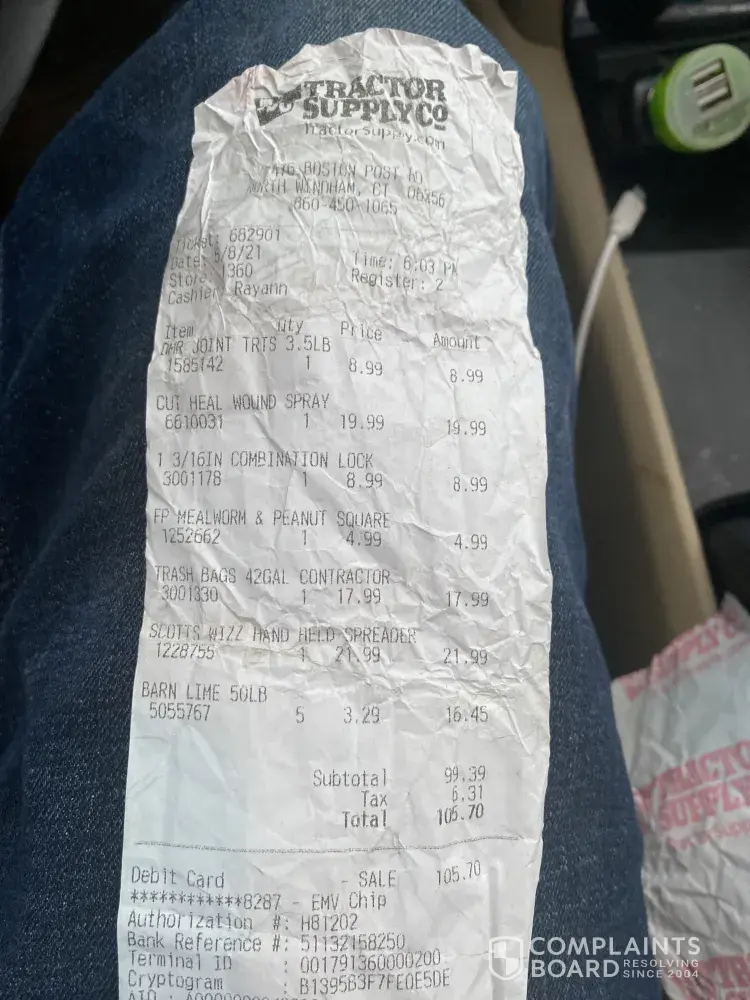 TRACTOR
SUPPLY Co
TractorSupply.com
BOSTON POST RD
NORTH WINDHAM, CT 06256
860-450-1065
Ticket: 682901
Date: 5/8/21 Time: 6:03 PM
Store: 1360 Register: 2
Cashier: Rayann
Item Qty Price Amount
DMR JOINT TRTS 3.5LB
1585142 1 8.99 8.99
CUT HEAL WOUND SPRAY
6610031 1 19.99 19.99
1 3/16IN COMBINATION LOCK
3001178 1 8.99 8.99
FP MEALWORM & PEANUT SQUARE
1252662 1 4.99 4.99
TRASH BAGS 42GAL CONTRACTOR
3001330 1 17.99 17.99
SCOTTS WIZZ HAND HELD SPREADER
1228755 1 21.99 21.99
BARN LIME 50LB
5055767 5 3.29 16.45
Subtotal 99.39
Tax 6.31
Total 105.70
Debit Card - SALE 105.70
************8287 - EMV Chip
Authorization #: H81202
Bank Reference #: 51132158250
Terminal ID : 001791360000200
Cryptogram : B139583F7FE0E5DE
COMPLAINTS
BOARD RESOLVING SINCE 2004